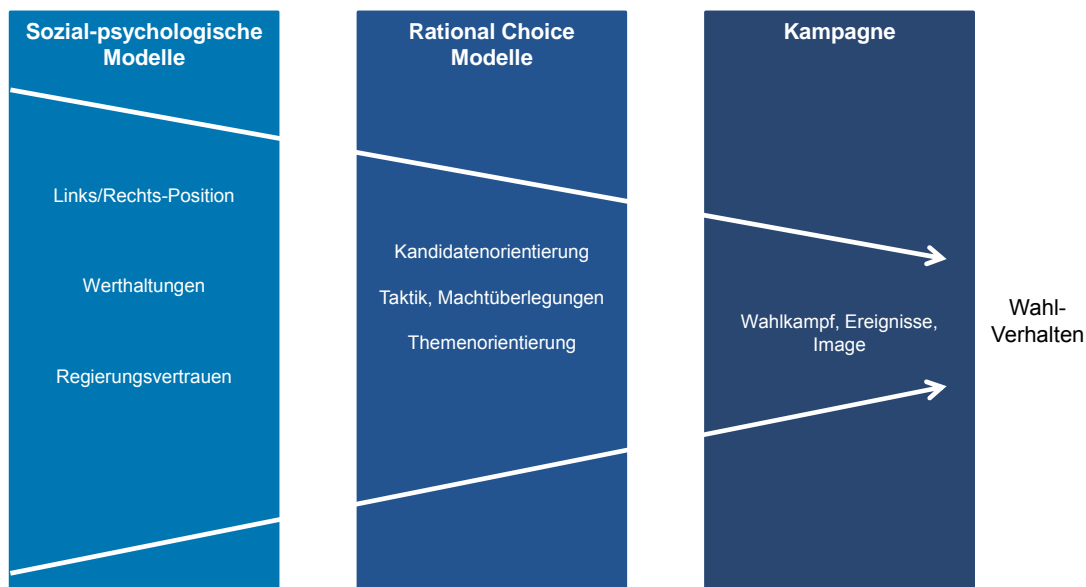 Sozial-psychologische
Modelle
Links/Rechts-Position
Werthaltungen
Regierungsvertrauen
Rational Choice
Modelle
Kandidatenorientierung
Taktik, Machtüberlegungen
Themenorientierung
Kampagne
Wahlkampf, Ereignisse,
Image
Wahl-
Verhalten